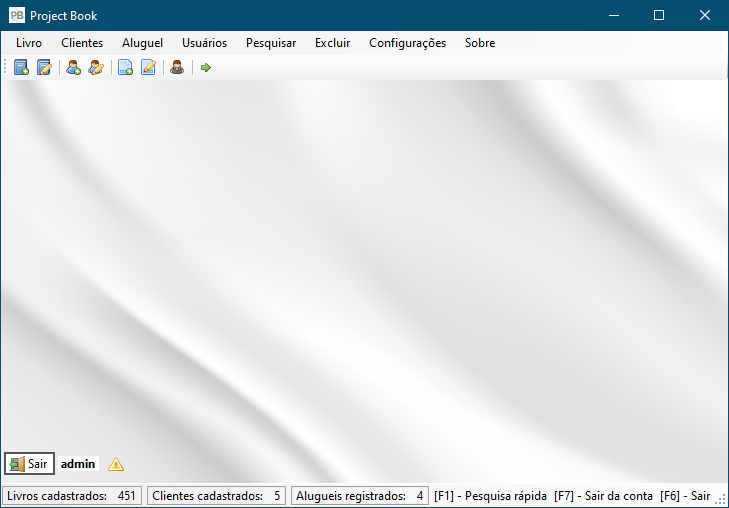 PB Project Book
Livro Clientes Aluguel Usuários Pesquisar Excluir Configurações Sobre
Sair admin
Livros cadastrados: 451 Clientes cadastrados: 5 Alugueis registrados: 4 [F1] - Pesquisa rápida [F7] - Sair da conta [F6] - Sair